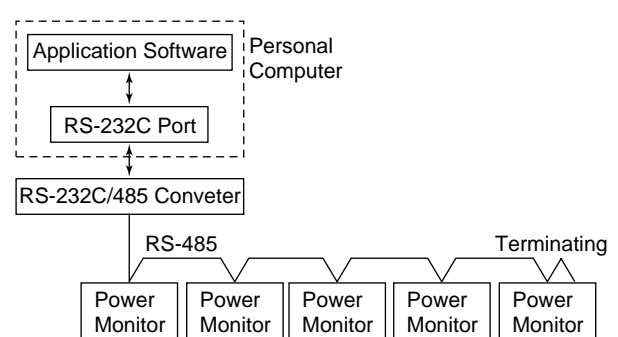 Application Software
Personal
Computer
RS-232C Port
RS-232C/485 Conveter
RS-485
Terminating
Power
Monitor
Power
Monitor
Power
Monitor
Power
Monitor
Power
Monitor